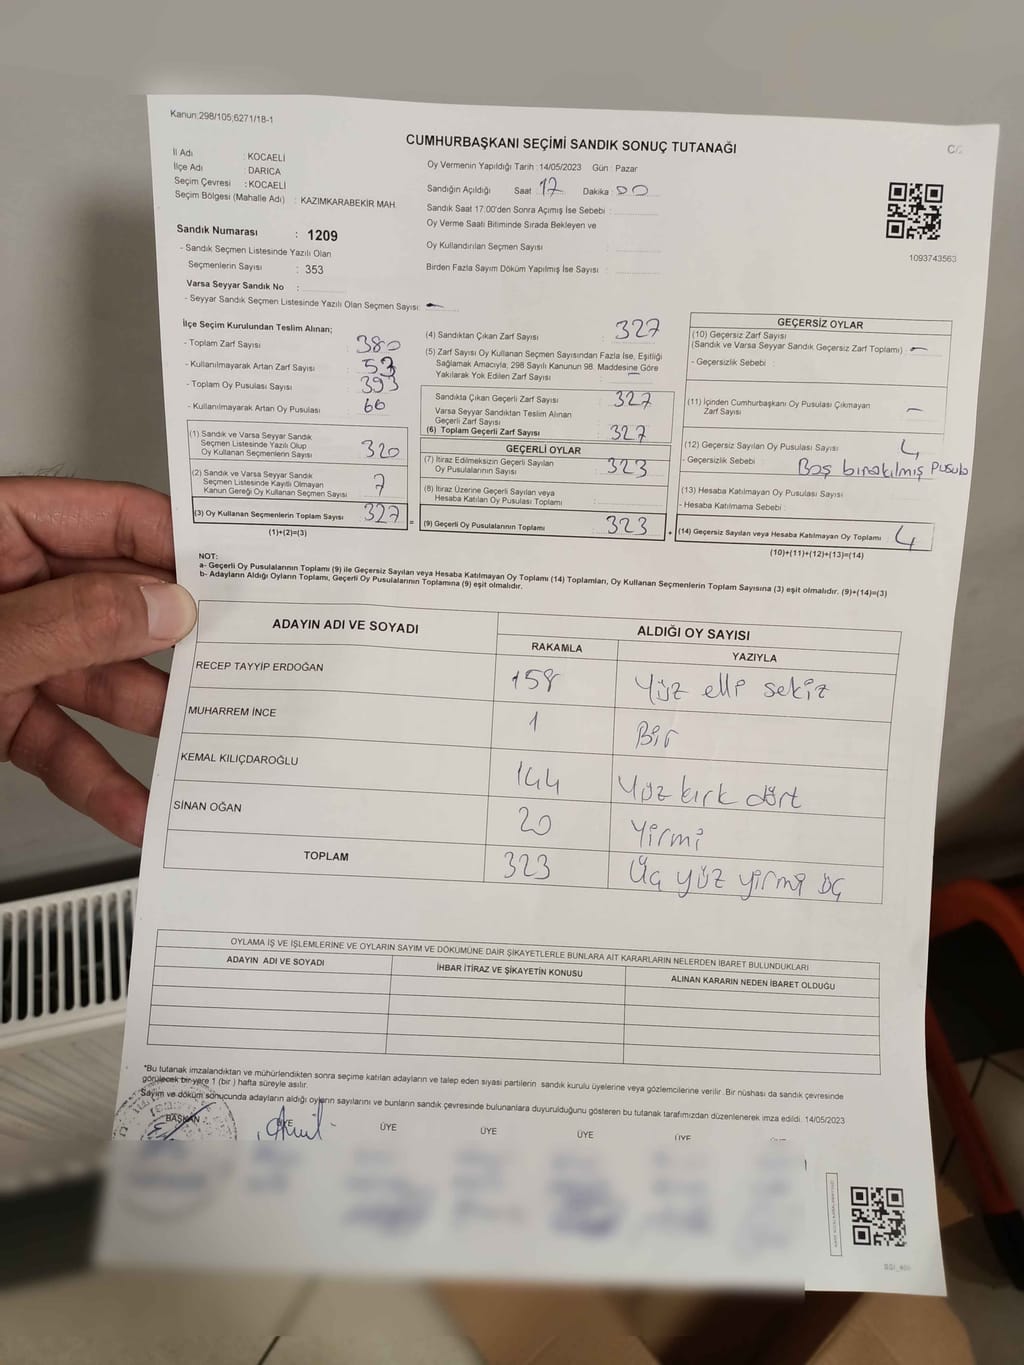 Kanun;298/105;6271/18-1
C/2
CUMHURBAŞKANI SEÇİMİ SANDIK SONUÇ TUTANAĞI
İl Adı : KOCAELİ
İlçe Adı : DARICA
Seçim Çevresi : KOCAELİ
Seçim Bölgesi (Mahalle Adı) : KAZIMKARABEKİR MAH.
Sandık Numarası : 1209
- Sandık Seçmen Listesinde Yazılı Olan
Seçmenlerin Sayısı : 353
Varsa Seyyar Sandık No :
- Seyyar Sandık Seçmen Listesinde Yazılı Olan Seçmen Sayısı: —
Oy Vermenin Yapıldığı Tarih : 14/05/2023 Gün : Pazar
Sandığın Açıldığı Saat : 17 Dakika : 00
Sandık Saat 17:00'den Sonra Açılmış İse Sebebi :
Oy Verme Saati Bitiminde Sırada Bekleyen ve
Oy Kullandırılan Seçmen Sayısı :
Birden Fazla Sayım Döküm Yapılmış İse Sayısı :
1093743563
İlçe Seçim Kurulundan Teslim Alınan;
- Toplam Zarf Sayısı : 380
- Kullanılmayarak Artan Zarf Sayısı : 53
- Toplam Oy Pusulası Sayısı : 393
- Kullanılmayarak Artan Oy Pusulası : 66
(1) Sandık ve Varsa Seyyar Sandık
Seçmen Listesinde Yazılı Olup
Oy Kullanan Seçmenlerin Sayısı : 320
(2) Sandık ve Varsa Seyyar Sandık
Seçmen Listesinde Kayıtlı Olmayan
Kanun Gereği Oy Kullanan Seçmen Sayısı : 7
(3) Oy Kullanan Seçmenlerin Toplam Sayısı : 327 =
(1)+(2)=(3)
(4) Sandıktan Çıkan Zarf Sayısı : 327
(5) Zarf Sayısı Oy Kullanan Seçmen Sayısından Fazla İse, Eşitliği
Sağlamak Amacıyla; 298 Sayılı Kanunun 98. Maddesine Göre
Yakılarak Yok Edilen Zarf Sayısı : —
Sandıkta Çıkan Geçerli Zarf Sayısı : 327
Varsa Seyyar Sandıktan Teslim Alınan
Geçerli Zarf Sayısı :
(6) Toplam Geçerli Zarf Sayısı : 327
GEÇERLİ OYLAR
(7) İtiraz Edilmeksizin Geçerli Sayılan
Oy Pusulalarının Sayısı : 323
(8) İtiraz Üzerine Geçerli Sayılan veya
Hesaba Katılan Oy Pusulası Toplamı :
(9) Geçerli Oy Pusulalarının Toplamı : 323 +
GEÇERSİZ OYLAR
(10) Geçersiz Zarf Sayısı
(Sandık ve Varsa Seyyar Sandık Geçersiz Zarf Toplamı) : —
- Geçersizlik Sebebi :
(11) İçinden Cumhurbaşkanı Oy Pusulası Çıkmayan
Zarf Sayısı : —
(12) Geçersiz Sayılan Oy Pusulası Sayısı : 4
- Geçersizlik Sebebi : Boş bırakılmış Pusula
(13) Hesaba Katılmayan Oy Pusulası Sayısı :
- Hesaba Katılmama Sebebi :
(14) Geçersiz Sayılan veya Hesaba Katılmayan Oy Toplamı : 4
(10)+(11)+(12)+(13)=(14)
NOT:
a- Geçerli Oy Pusulalarının Toplamı (9) ile Geçersiz Sayılan veya Hesaba Katılmayan Oy Toplamı (14) Toplamları, Oy Kullanan Seçmenlerin Toplam Sayısına (3) eşit olmalıdır. (9)+(14)=(3)
b- Adayların Aldığı Oyların Toplamı, Geçerli Oy Pusulalarının Toplamına (9) eşit olmalıdır.
ADAYIN ADI VE SOYADI
ALDIĞI OY SAYISI
RAKAMLA YAZIYLA
RECEP TAYYİP ERDOĞAN 158 Yüz elli sekiz
MUHARREM İNCE 1 Bir
KEMAL KILIÇDAROĞLU 144 Yüz kırk dört
SİNAN OĞAN 20 Yirmi
TOPLAM 323 Üç yüz yirmi üç
OYLAMA İŞ VE İŞLEMLERİNE VE OYLARIN SAYIM VE DÖKÜMÜNE DAİR ŞİKAYETLERLE BUNLARA AİT KARARLARIN NELERDEN İBARET BULUNDUKLARI
ADAYIN ADI VE SOYADI
İHBAR İTİRAZ VE ŞİKAYETİN KONUSU
ALINAN KARARIN NEDEN İBARET OLDUĞU
*Bu tutanak imzalandıktan ve mühürlendikten sonra seçime katılan adayların ve talep eden siyasi partilerin sandık kurulu üyelerine veya gözlemcilerine verilir. Bir nüshası da sandık çevresinde
görülecek bir yere 1 (bir ) hafta süreyle asılır.
Sayım ve döküm sonucunda adayların aldığı oyların sayılarını ve bunların sandık çevresinde bulunanlara duyurulduğunu gösteren bu tutanak tarafımızdan düzenlenerek imza edildi. 14/05/2023
BAŞKAN ÜYE ÜYE ÜYE ÜYE ÜYE